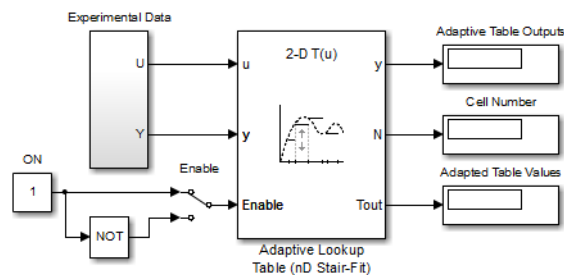 Experimental Data
U
Y
ON
1
NOT
Enable
2-D T(u)
u
y
Enable
y
N
Tout
Adaptive Lookup
Table (nD Stair-Fit)
Adaptive Table Outputs
Cell Number
Adapted Table Values